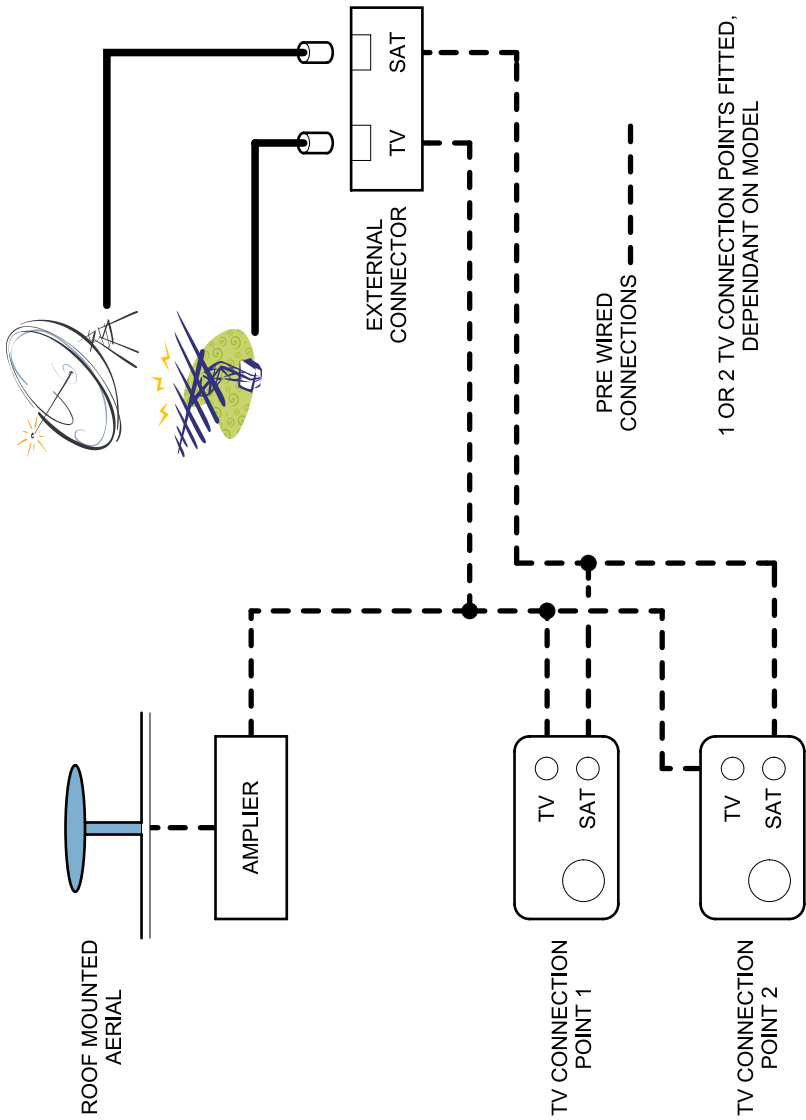 ROOF MOUNTED
AERIAL
AMPLIER
TV CONNECTION
POINT 1
TV
SAT
TV CONNECTION
POINT 2
TV
SAT
EXTERNAL
CONNECTOR
TV
SAT
PRE WIRED
CONNECTIONS
1 OR 2 TV CONNECTION POINTS FITTED,
DEPENDANT ON MODEL